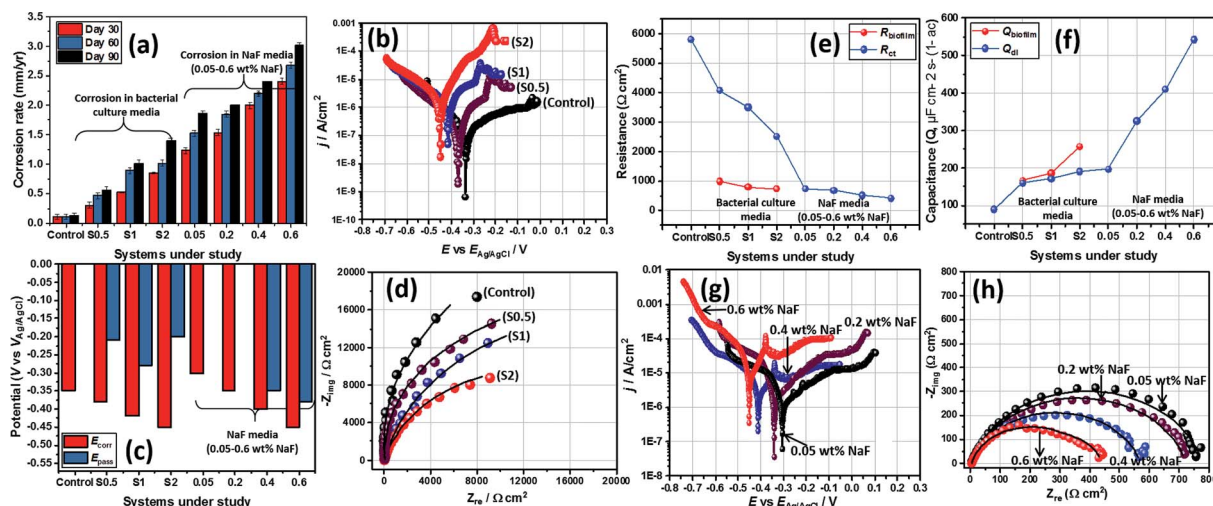 Day 30
Day 60
Day 90
(a)
Corrosion in NaF media
(0.05-0.6 wt% NaF)
Corrosion in bacterial
culture media
Corrosion rate (mm/yr)
3.5
3.0
2.5
2.0
1.5
1.0
0.5
0.0
Control S0.5 S1 S2 0.05 0.2 0.4 0.6
Systems under study
(b)
(S2)
(S1)
(S0.5)
(Control)
j / A/cm2
0.001
1E-4
1E-5
1E-6
1E-7
1E-8
1E-9
1E-10
-0.8 -0.7 -0.6 -0.5 -0.4 -0.3 -0.2 -0.1 0.0 0.1
E vs EAg/AgCl / V
(e)
Rbiofilm
Rct
Resistance (Ω cm2)
6000
5000
4000
3000
2000
1000
0
Bacterial culture
media
NaF media
(0.05-0.6 wt% NaF)
Control S0.5 S1 S2 0.05 0.2 0.4 0.6
Systems under study
(f)
Qbiofilm
Qdl
Capacitance (Q, µF cm- 2 s- (1- ac)
600
500
400
300
200
100
Bacterial culture
media
NaF media
(0.05-0.6 wt% NaF)
Control S0.5 S1 S2 0.05 0.2 0.4 0.6
Systems under study
(c)
Potential (V vs VAg/AgCl)
0.00
-0.05
-0.10
-0.15
-0.20
-0.25
-0.30
-0.35
-0.40
-0.45
-0.50
-0.55
Ecorr
Epass
NaF media
(0.05-0.6 wt% NaF)
Control S0.5 S1 S2 0.05 0.2 0.4 0.6
Systems under study
(d)
(Control)
(S0.5)
(S1)
(S2)
-Zimg / Ω cm2
20000
16000
12000
8000
4000
0
0 2000 4000 6000 8000 10000
Zre / Ω cm2
(g)
0.6 wt% NaF
0.4 wt% NaF
0.2 wt% NaF
0.05 wt% NaF
j / A/cm2
0.01
0.001
1E-4
1E-5
1E-6
1E-7
1E-8
-0.8 -0.7 -0.6 -0.5 -0.4 -0.3 -0.2 -0.1 0.0 0.1 0.2
E vs EAg/AgCl / V
(h)
0.2 wt% NaF
0.05 wt% NaF
0.6 wt% NaF
0.4 wt% NaF
-Zimg (Ω cm2)
450
400
350
300
250
200
150
100
50
0
0 100 200 300 400 500 600 700 800
Zre (Ω cm2)